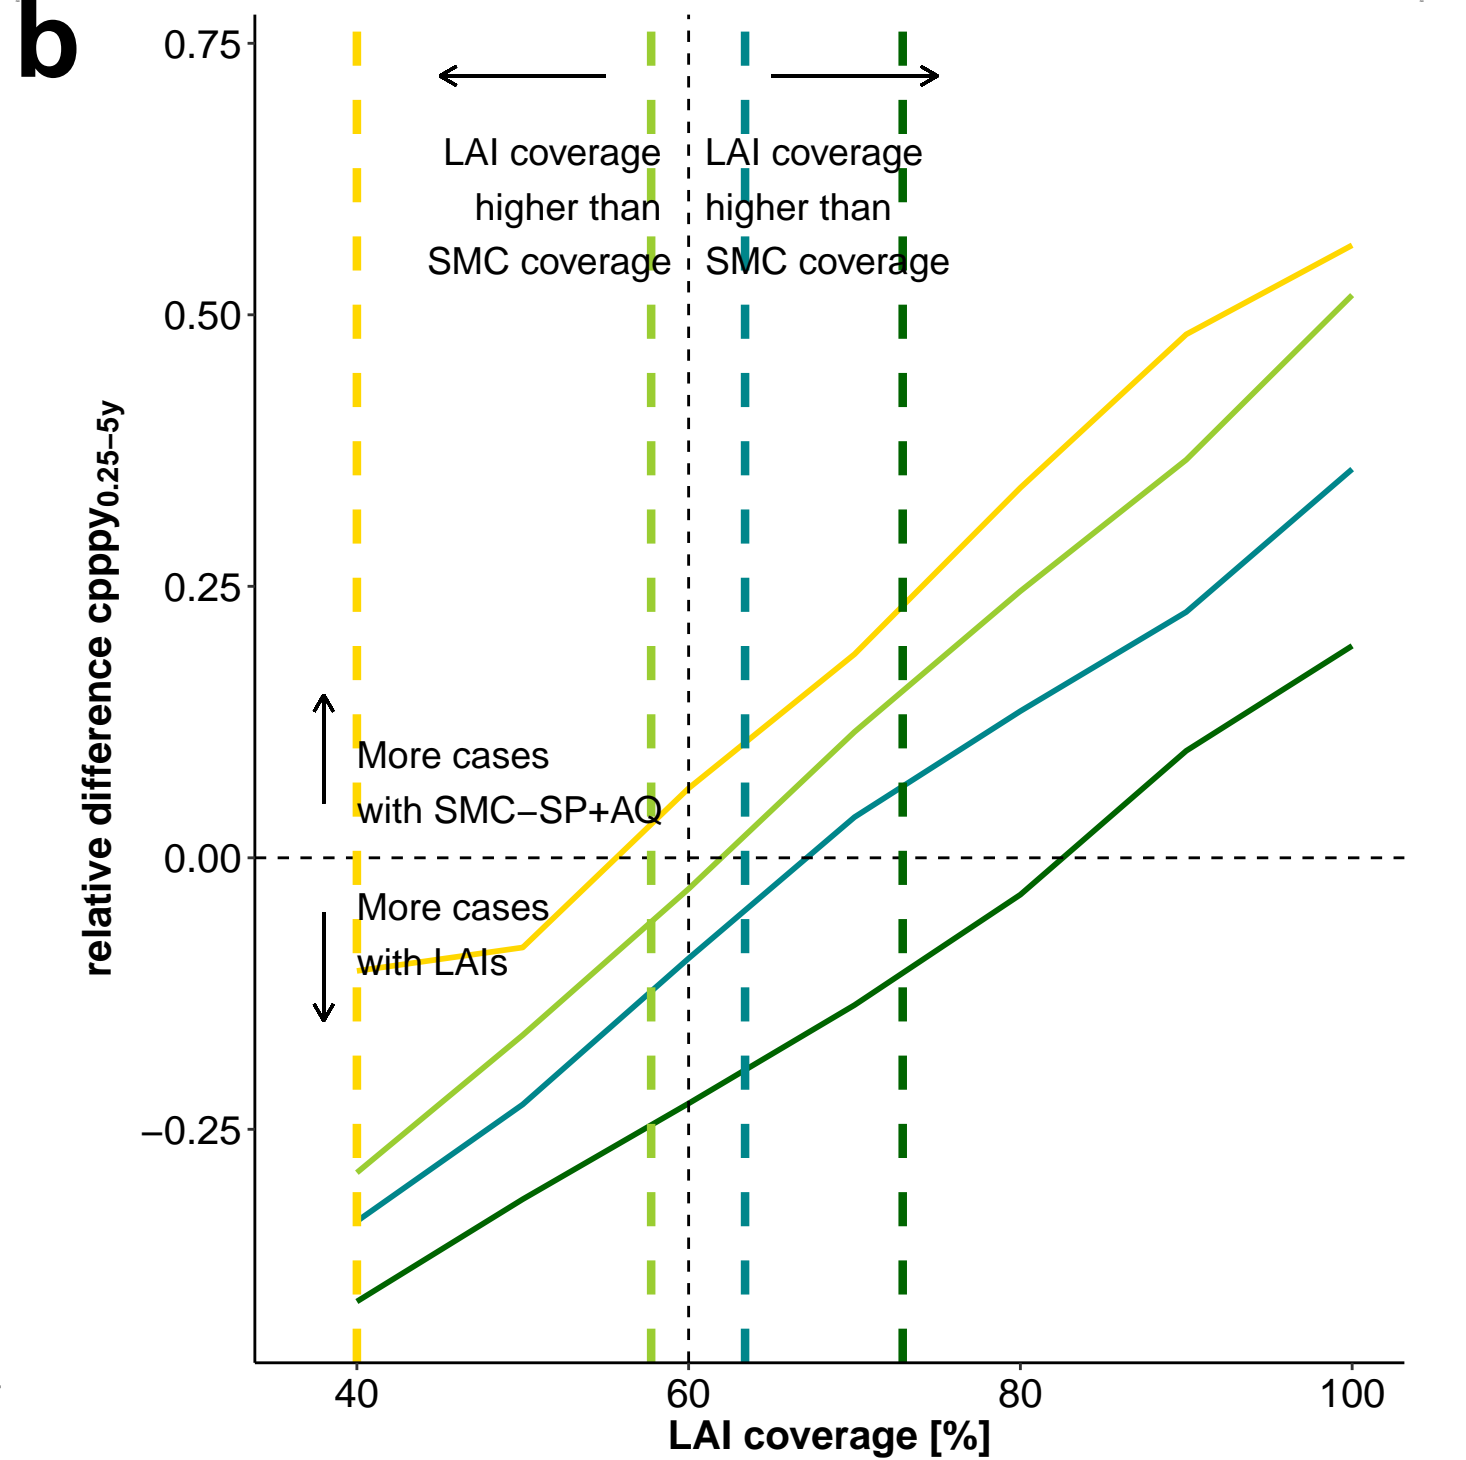 b
0.75
0.50
0.25
0.00
−0.25
relative difference cpppy0.25−5y
LAI coverage
higher than
SMC coverage
LAI coverage
higher than
SMC coverage
More cases
with SMC−SP+AQ
More cases
with LAIs
40 60 80 100
LAI coverage [%]